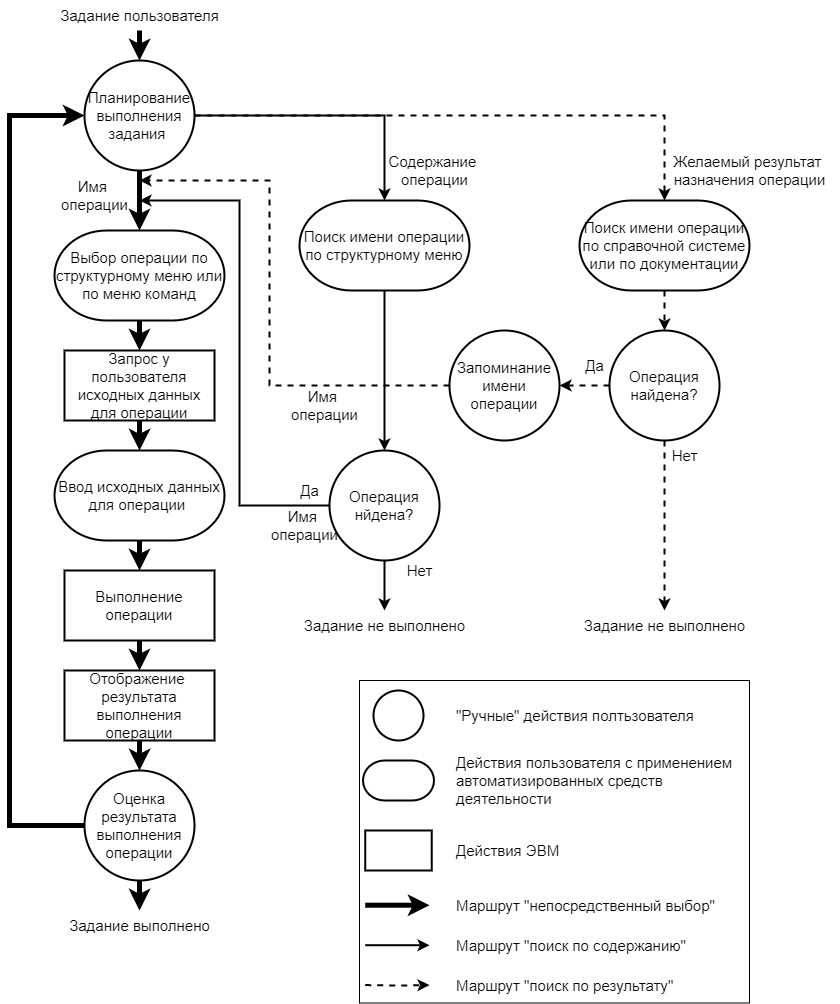 Задание пользователя
Планирование
выполнения
задания
Содержание
операции
Желаемый результат
назначения операции
Имя
операции
Поиск имени операции
по структурному меню
Поиск имени операции
по справочной системе
или по документации
Выбор операции по
структурному меню или
по меню команд
Запрос у
пользователя
исходных данных
для операции
Имя
операции
Запоминание
имени
операции
Да
Операция
найдена?
Нет
Ввод исходных данных
для операции
Да
Имя
операции
Операция
нйдена?
Нет
Выполнение
операции
Задание не выполнено
Задание не выполнено
Отображение
результата
выполнения
операции
Оценка
результата
выполнения
операции
Задание выполнено
"Ручные" действия полтьзователя
Действия пользователя с применением
автоматизированных средств
деятельности
Действия ЭВМ
Маршрут "непосредственный выбор"
Маршрут "поиск по содержанию"
Маршрут "поиск по результату"